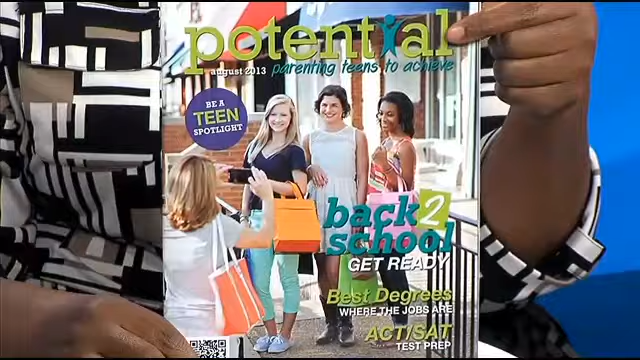 potential
august 2013 parenting teens to achieve
BE A
TEEN
SPOTLIGHT
back 2
school
GET READY
Best Degrees
WHERE THE JOBS ARE
ACT/SAT
TEST PREP